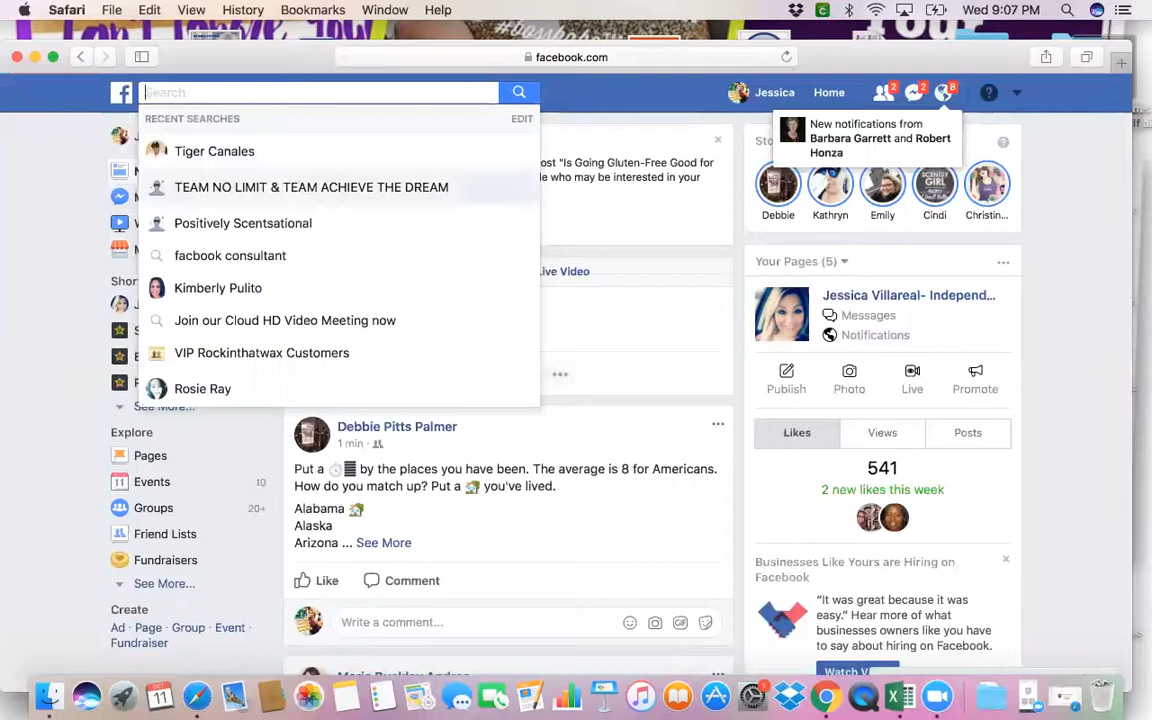 Safari File Edit View History Bookmarks Window Help
Wed 9:07 PM
facebook.com
Search
Jessica Home 2 2 8
RECENT SEARCHES EDIT
Tiger Canales
TEAM NO LIMIT & TEAM ACHIEVE THE DREAM
Positively Scentsational
facbook consultant
Kimberly Pulito
Join our Cloud HD Video Meeting now
VIP Rockinthatwax Customers
Rosie Ray
New notifications from
Barbara Garrett and Robert
Honza
ost "Is Going Gluten-Free Good for
le who may be interested in your
Live Video
Debbie Kathryn Emily Cindi Christin...
Your Pages (5)
Jessica Villareal- Independ...
Messages
Notifications
Publish Photo Live Promote
Likes Views Posts
541
2 new likes this week
Businesses Like Yours are Hiring on
Facebook
“It was great because it was
easy.” Hear more of what
businesses owners like you have
to say about hiring on Facebook.
Shor
See More...
Explore
Pages
Events 10
Groups 20+
Friend Lists
Fundraisers
See More...
Create
Ad · Page · Group · Event ·
Fundraiser
Debbie Pitts Palmer
1 min
Put a by the places you have been. The average is 8 for Americans.
How do you match up? Put a you've lived.
Alabama
Alaska
Arizona ... See More
Like Comment
Write a comment...